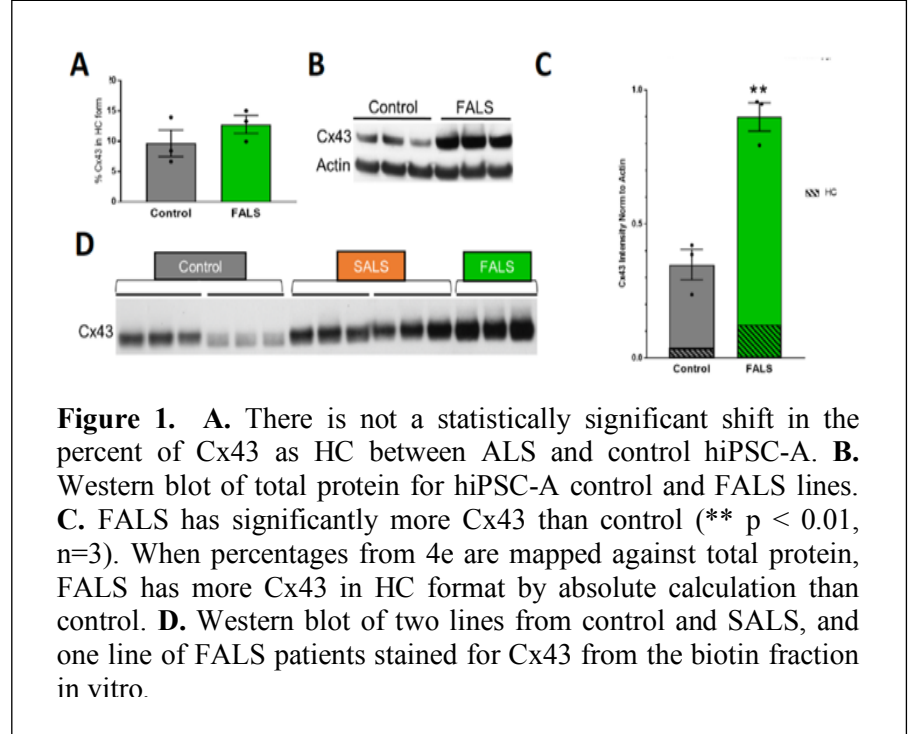 A
B
C
% Cx43 in HC form
20
15
10
5
0
Control
FALS
Control
FALS
Cx43
Actin
Cx43 Intensity Norm to Actin
1.0
0.5
0.0
**
HC
Control
FALS
D
Control
SALS
FALS
Cx43
Figure 1. A. There is not a statistically significant shift in the
percent of Cx43 as HC between ALS and control hiPSC-A. B.
Western blot of total protein for hiPSC-A control and FALS lines.
C. FALS has significantly more Cx43 than control (** p < 0.01,
n=3). When percentages from 4e are mapped against total protein,
FALS has more Cx43 in HC format by absolute calculation than
control. D. Western blot of two lines from control and SALS, and
one line of FALS patients stained for Cx43 from the biotin fraction
in vitro.